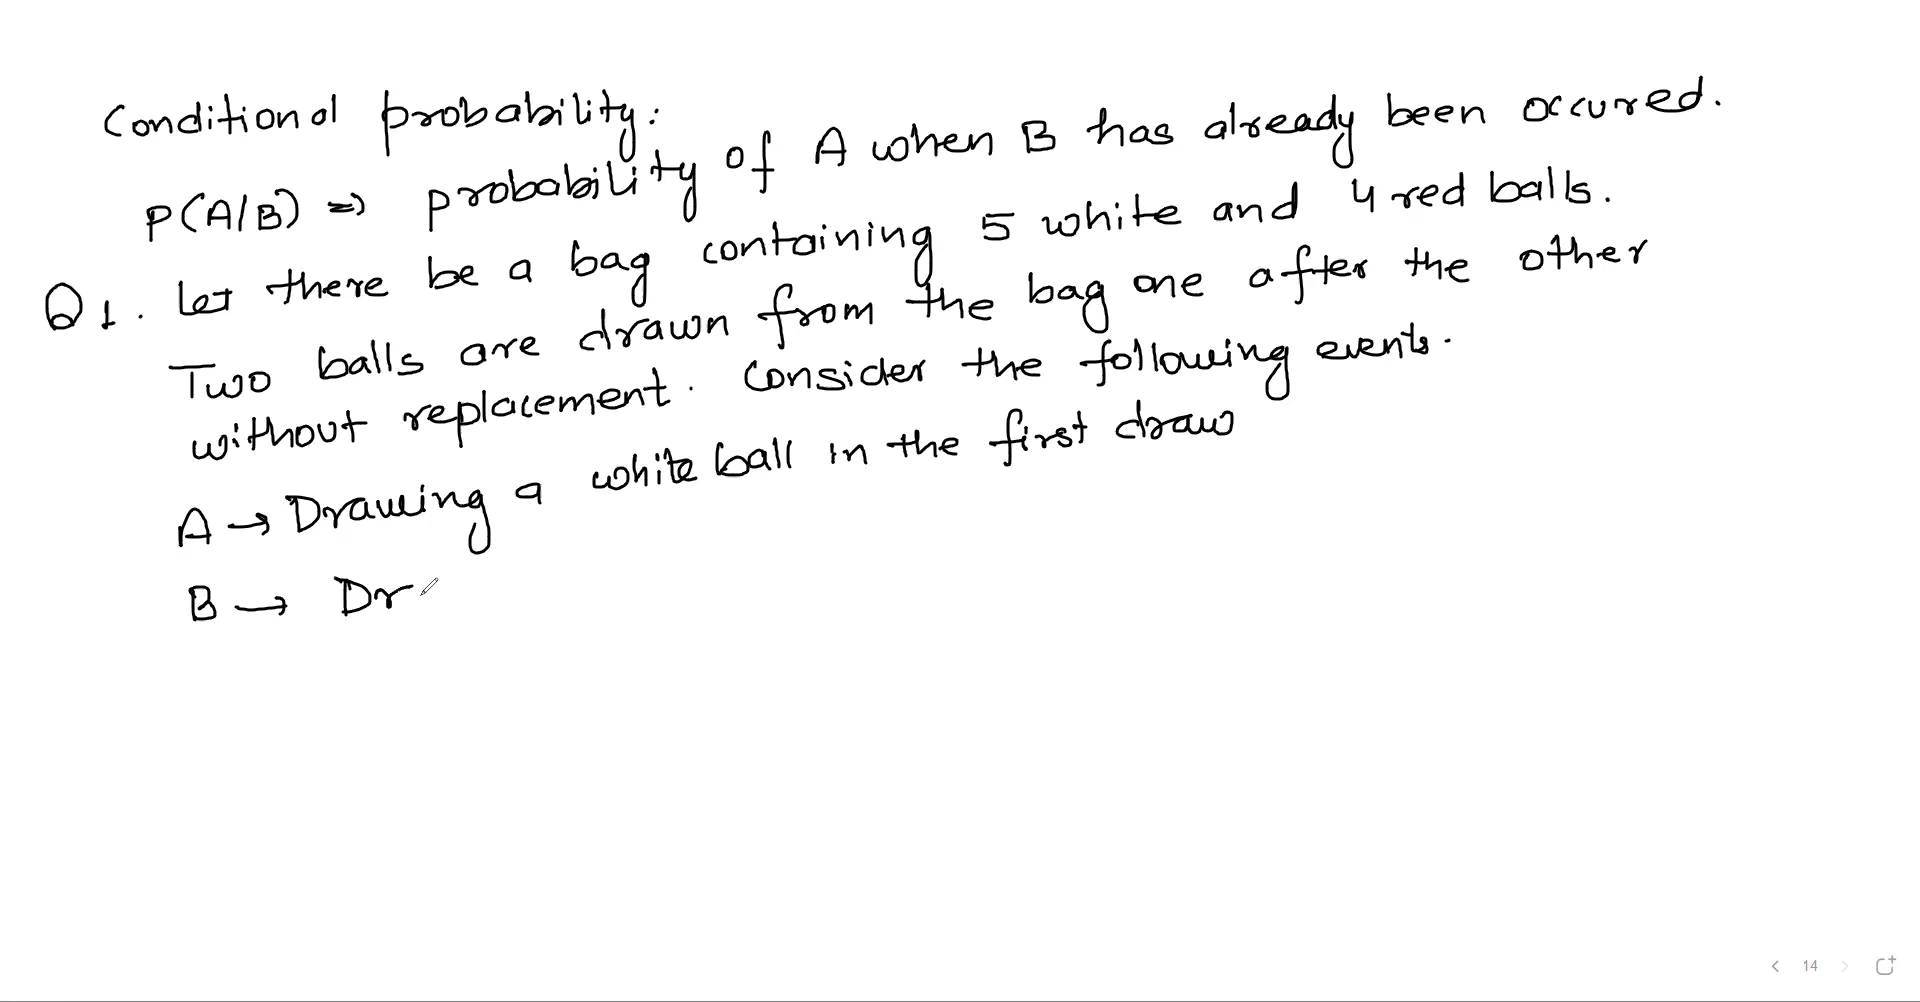 Conditional probability:
P(A/B) => probability of A when B has already been occured.
Q1. Let there be a bag containing 5 white and 4 red balls.
Two balls are drawn from the bag one after the other
without replacement. Consider the following events.
A → Drawing a white ball in the first draw
B → Dr
14